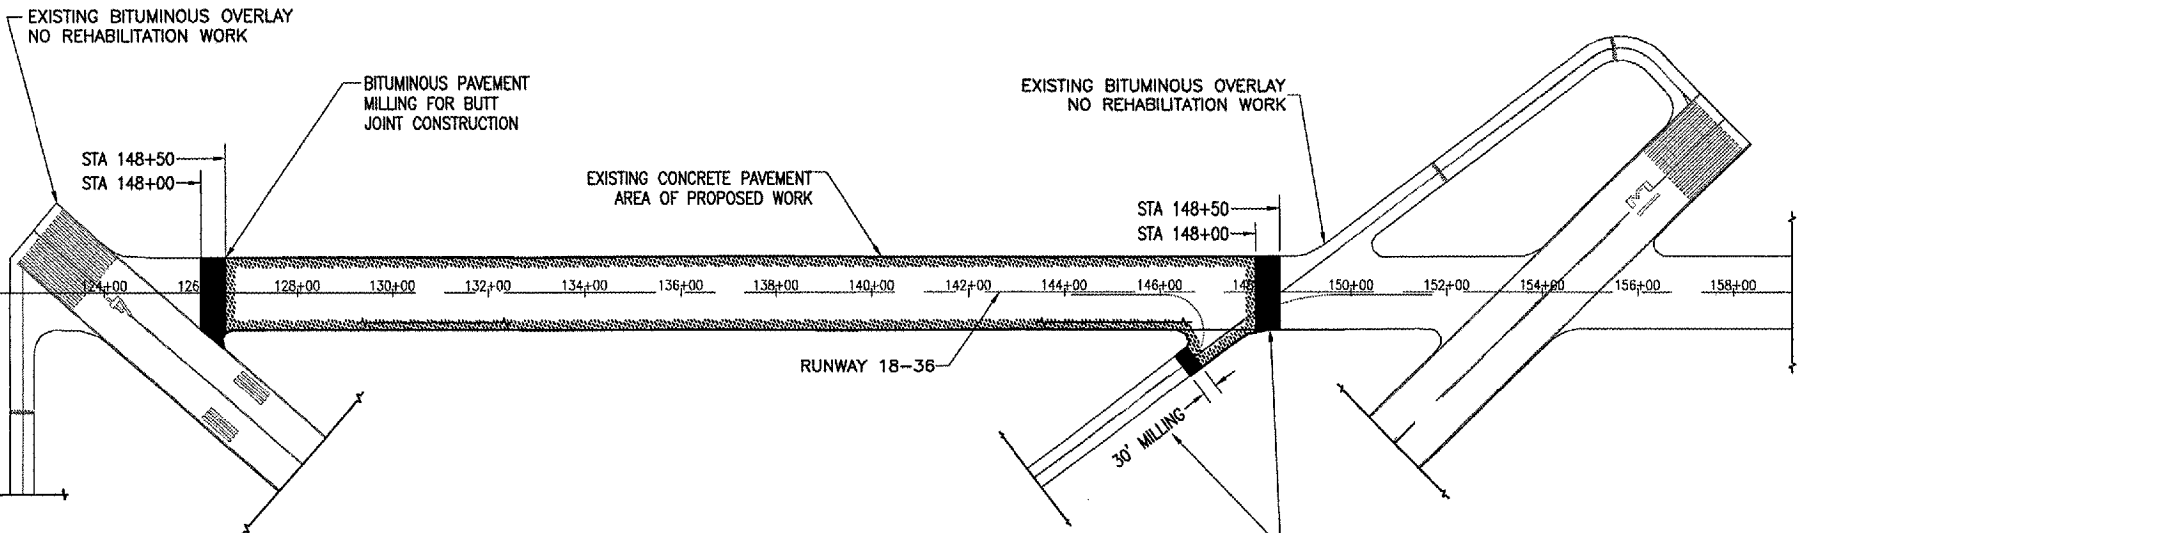 EXISTING BITUMINOUS OVERLAY
NO REHABILITATION WORK
BITUMINOUS PAVEMENT
MILLING FOR BUTT
JOINT CONSTRUCTION
EXISTING BITUMINOUS OVERLAY
NO REHABILITATION WORK
STA 148+50
STA 148+00
EXISTING CONCRETE PAVEMENT
AREA OF PROPOSED WORK
STA 148+50
STA 148+00
124+00 126 128+00 130+00 132+00 134+00 136+00 138+00 140+00 142+00 144+00 146+00 148 150+00 152+00 154+00 156+00 158+00
RUNWAY 18-36
30' MILLING